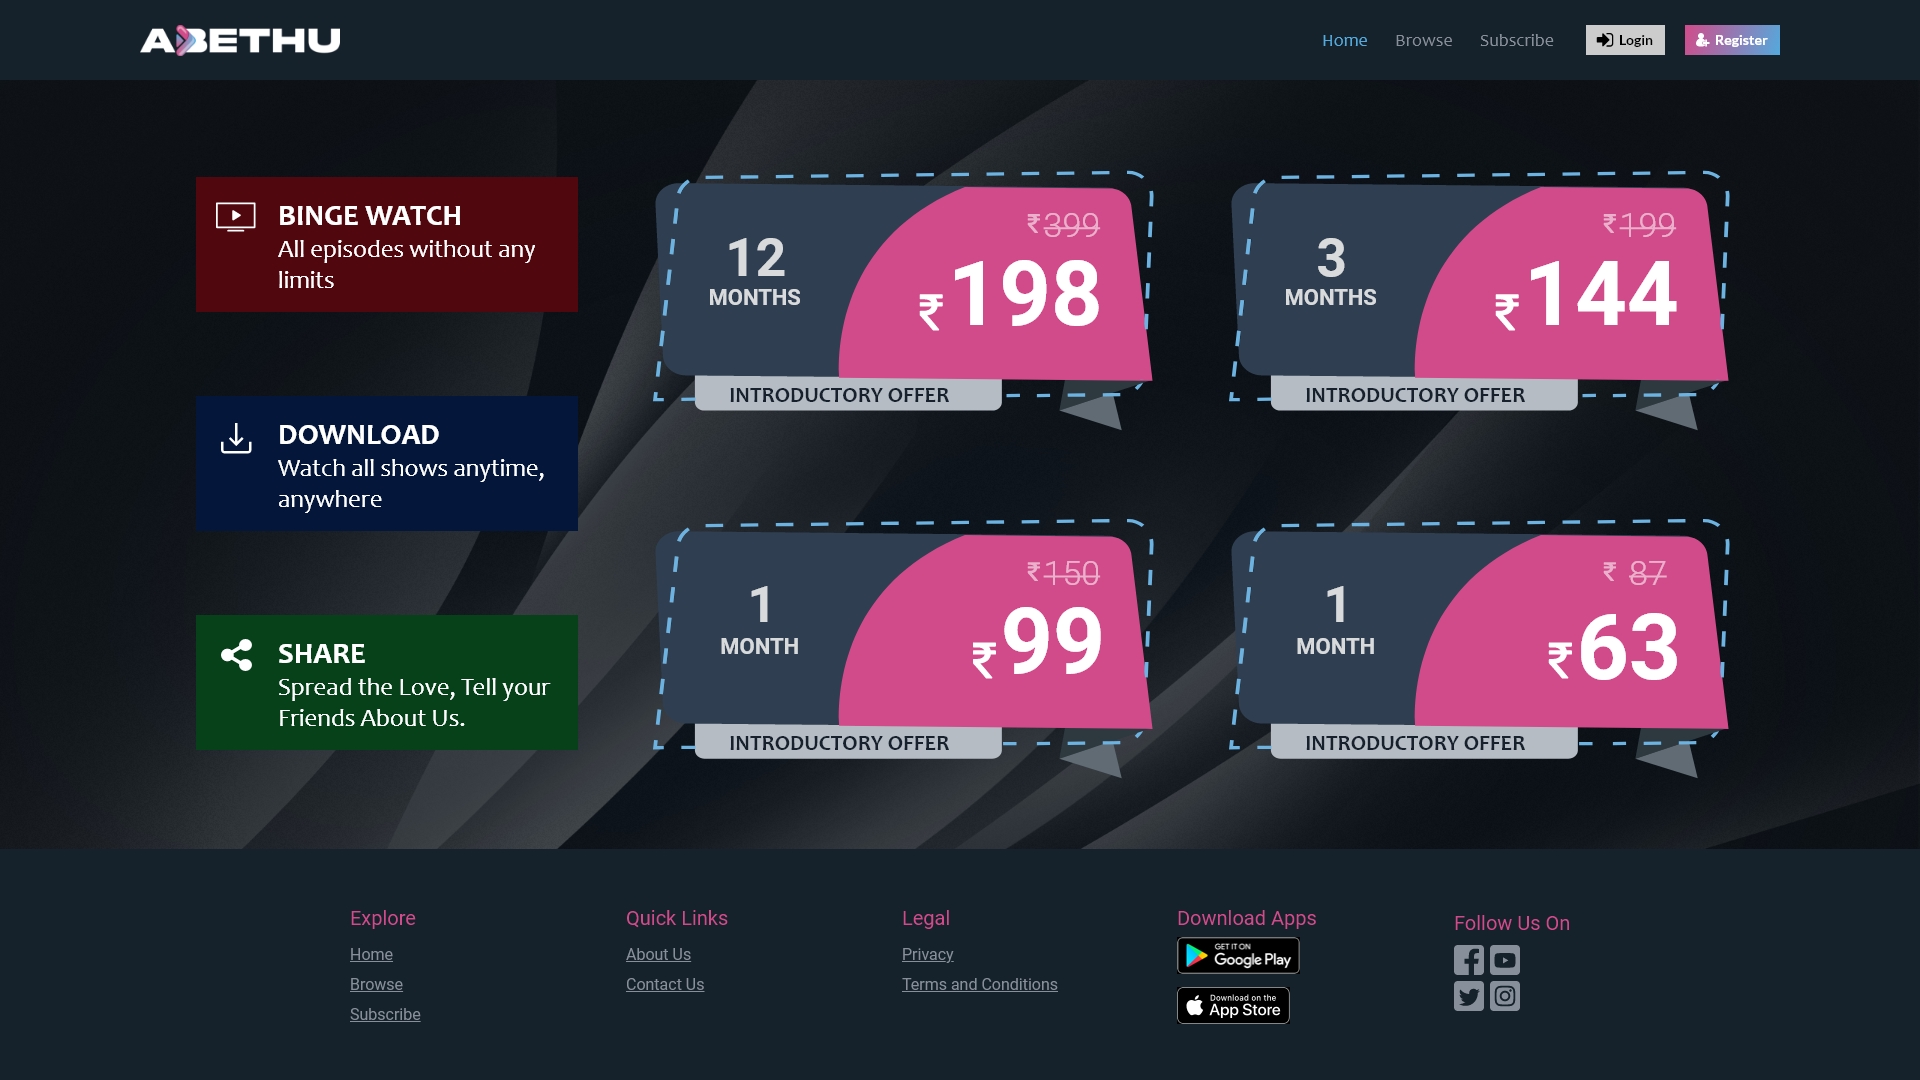 ABETHU
Home Browse Subscribe Login Register
BINGE WATCH
All episodes without any
limits
DOWNLOAD
Watch all shows anytime,
anywhere
SHARE
Spread the Love, Tell your
Friends About Us.
12
MONTHS
₹399
₹198
INTRODUCTORY OFFER
3
MONTHS
₹199
₹144
INTRODUCTORY OFFER
1
MONTH
₹150
₹99
INTRODUCTORY OFFER
1
MONTH
₹ 87
₹63
INTRODUCTORY OFFER
Explore
Home
Browse
Subscribe
Quick Links
About Us
Contact Us
Legal
Privacy
Terms and Conditions
Download Apps
GET IT ON
Google Play
Download on the
App Store
Follow Us On